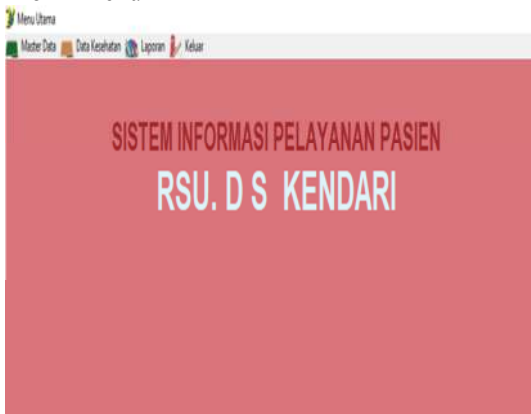 Menu Utama
Master Data Data Kesehatan Laporan Keluar
SISTEM INFORMASI PELAYANAN PASIEN
RSU. D S KENDARI